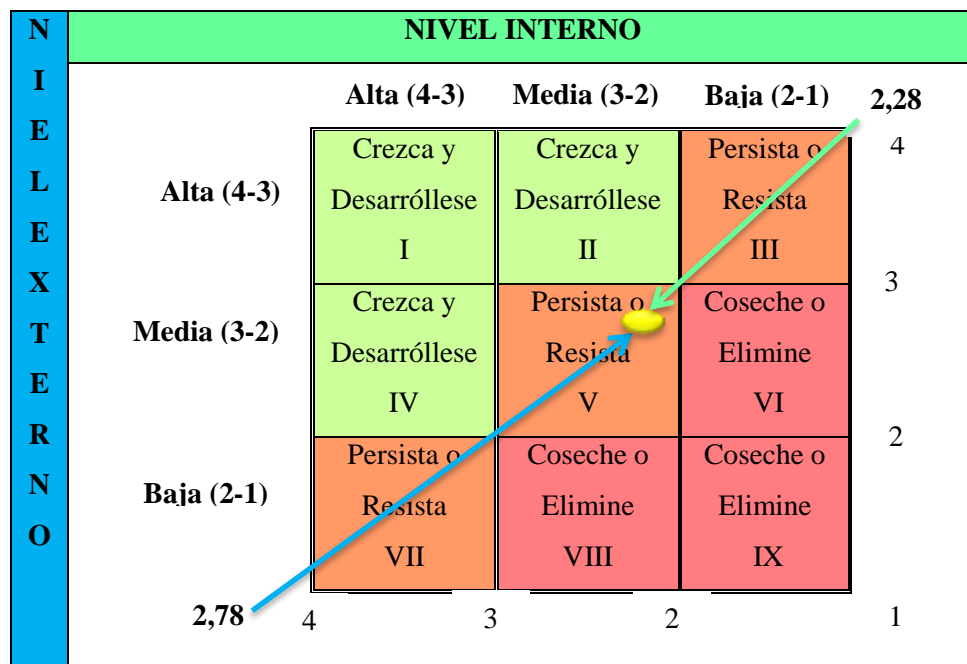 N
I
E
L
E
X
T
E
R
N
O
NIVEL INTERNO
Alta (4-3) Media (3-2) Baja (2-1) 2,28
Alta (4-3)
Crezca y
Desarróllese
I
Crezca y
Desarróllese
II
Persista o
Resista
III
4
3
Media (3-2)
Crezca y
Desarróllese
IV
Persista o
Resista
V
Coseche o
Elimine
VI
2
Baja (2-1)
Persista o
Resista
VII
Coseche o
Elimine
VIII
Coseche o
Elimine
IX
2,78 4 3 2 1